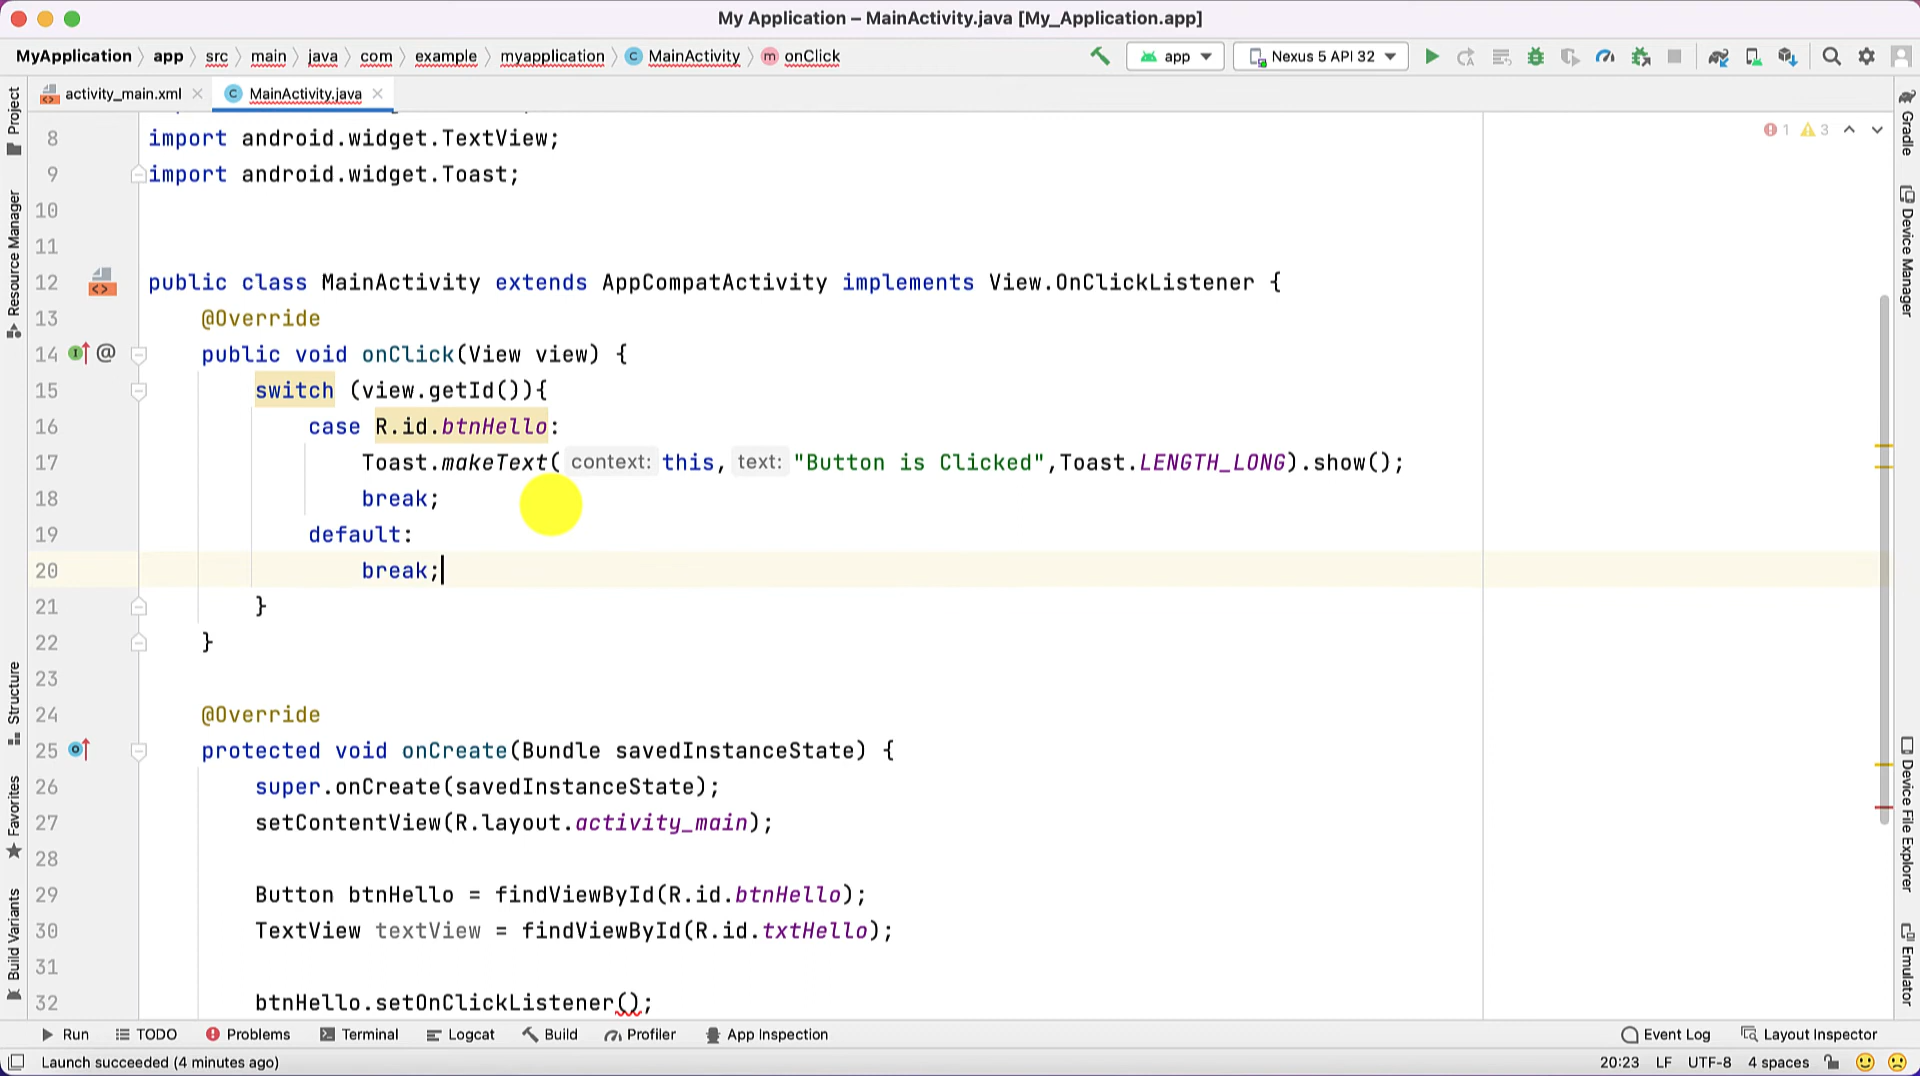 My Application – MainActivity.java [My_Application.app]
MyApplication app src main java com example myapplication MainActivity onClick app Nexus 5 API 32
activity_main.xml MainActivity.java
1 3
8 import android.widget.TextView;
9 import android.widget.Toast;
10
11
12 public class MainActivity extends AppCompatActivity implements View.OnClickListener {
13 @Override
14 public void onClick(View view) {
15 switch (view.getId()){
16 case R.id.btnHello:
17 Toast.makeText( context: this, text: "Button is Clicked",Toast.LENGTH_LONG).show();
18 break;
19 default:
20 break;
21 }
22 }
23
24 @Override
25 protected void onCreate(Bundle savedInstanceState) {
26 super.onCreate(savedInstanceState);
27 setContentView(R.layout.activity_main);
28
29 Button btnHello = findViewById(R.id.btnHello);
30 TextView textView = findViewById(R.id.txtHello);
31
32 btnHello.setOnClickListener();
Project
Resource Manager
Structure
Favorites
Build Variants
Gradle
Device Manager
Device File Explorer
Emulator
Run TODO Problems Terminal Logcat Build Profiler App Inspection Event Log Layout Inspector
Launch succeeded (4 minutes ago) 20:23 LF UTF-8 4 spaces